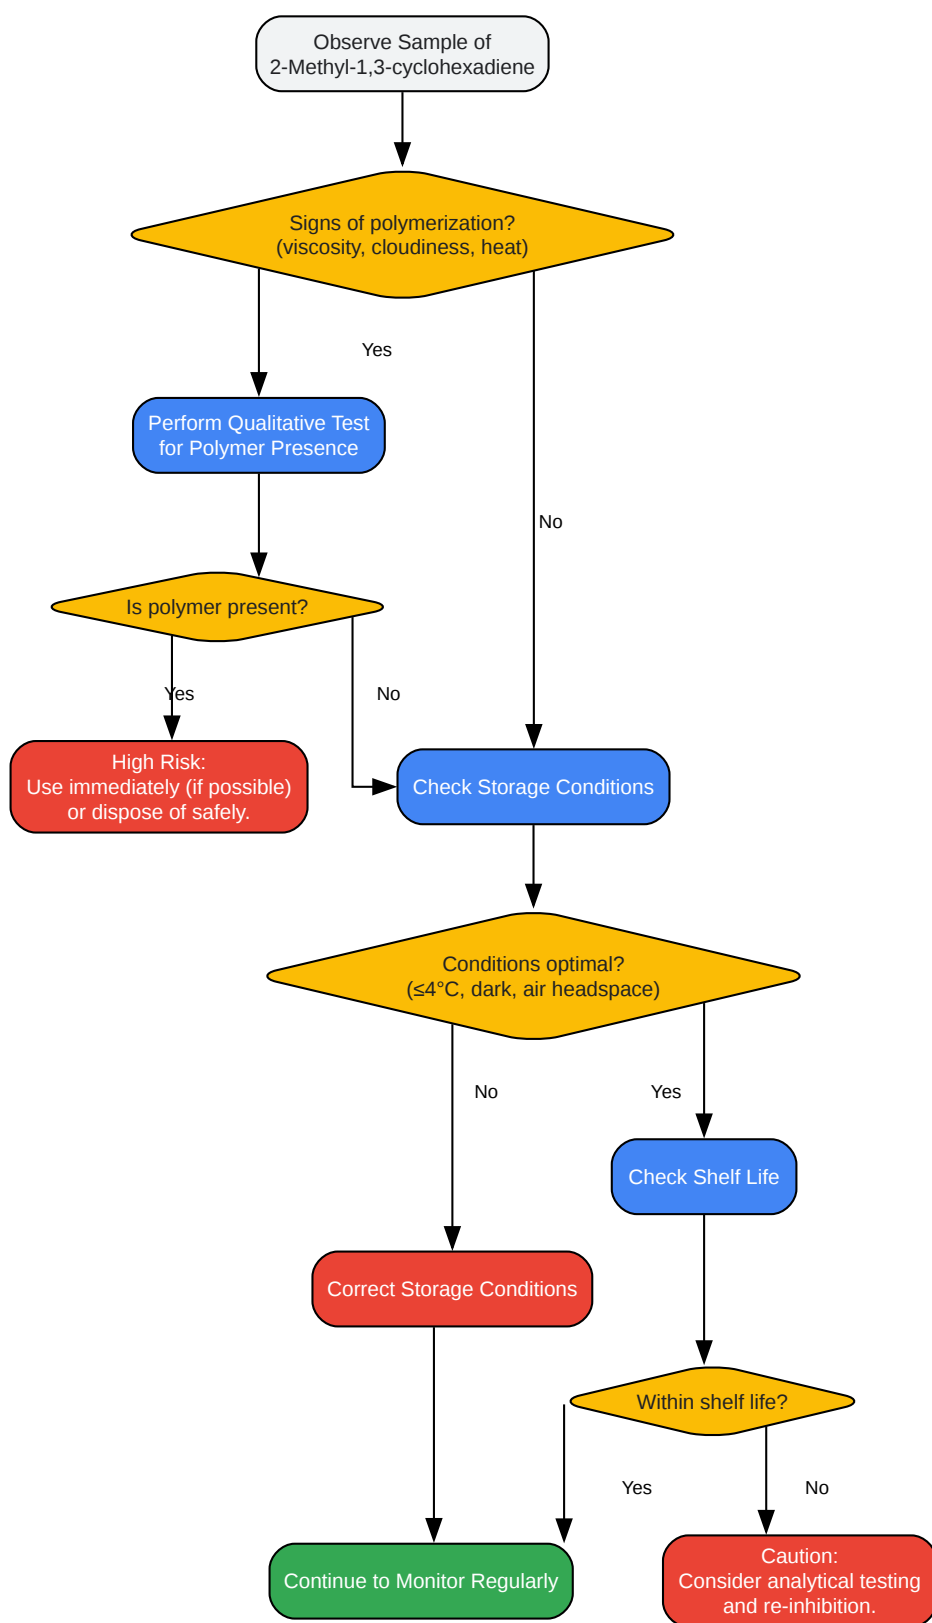 Observe Sample of
2-Methyl-1,3-cyclohexadiene
Signs of polymerization?
(viscosity, cloudiness, heat)
Yes
Perform Qualitative Test
for Polymer Presence
No
Is polymer present?
Yes
No
High Risk:
Use immediately (if possible)
or dispose of safely.
Check Storage Conditions
Conditions optimal?
(≤4°C, dark, air headspace)
No
Yes
Check Shelf Life
Correct Storage Conditions
Within shelf life?
Yes
No
Continue to Monitor Regularly
Caution:
Consider analytical testing
and re-inhibition.